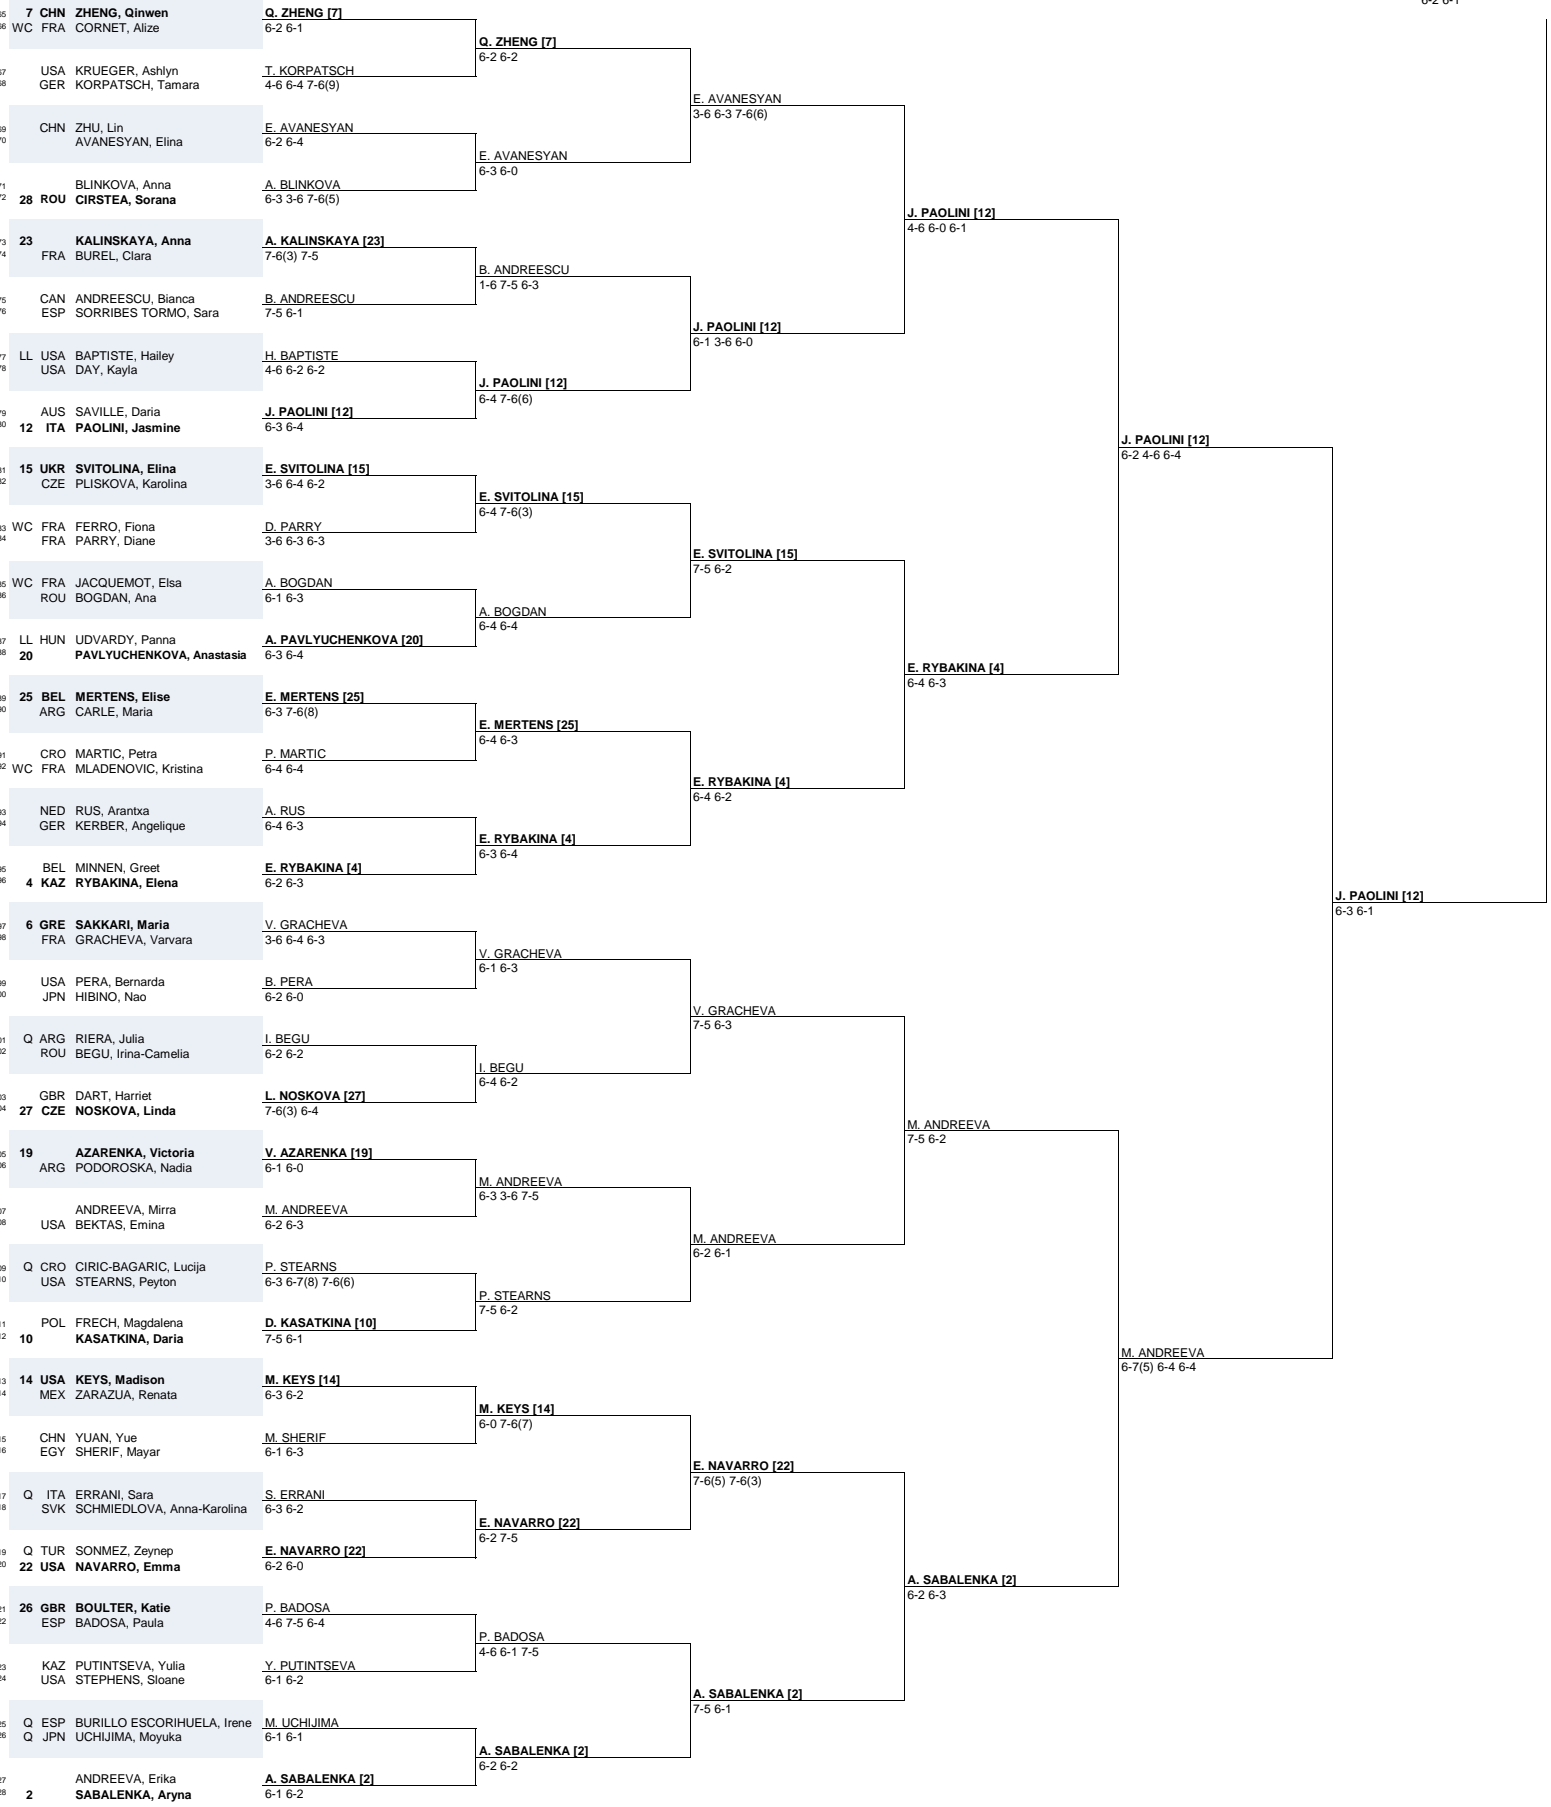 6-2 6-1
7 CHN ZHENG, Qinwen
WC FRA CORNET, Alize
USA KRUEGER, Ashlyn
GER KORPATSCH, Tamara
CHN ZHU, Lin
AVANESYAN, Elina
BLINKOVA, Anna
28 ROU CIRSTEA, Sorana
23 KALINSKAYA, Anna
FRA BUREL, Clara
CAN ANDREESCU, Bianca
ESP SORRIBES TORMO, Sara
LL USA BAPTISTE, Hailey
USA DAY, Kayla
AUS SAVILLE, Daria
12 ITA PAOLINI, Jasmine
15 UKR SVITOLINA, Elina
CZE PLISKOVA, Karolina
WC FRA FERRO, Fiona
FRA PARRY, Diane
WC FRA JACQUEMOT, Elsa
ROU BOGDAN, Ana
LL HUN UDVARDY, Panna
20 PAVLYUCHENKOVA, Anastasia
25 BEL MERTENS, Elise
ARG CARLE, Maria
CRO MARTIC, Petra
WC FRA MLADENOVIC, Kristina
NED RUS, Arantxa
GER KERBER, Angelique
BEL MINNEN, Greet
4 KAZ RYBAKINA, Elena
6 GRE SAKKARI, Maria
FRA GRACHEVA, Varvara
USA PERA, Bernarda
JPN HIBINO, Nao
Q ARG RIERA, Julia
ROU BEGU, Irina-Camelia
GBR DART, Harriet
27 CZE NOSKOVA, Linda
19 AZARENKA, Victoria
ARG PODOROSKA, Nadia
ANDREEVA, Mirra
USA BEKTAS, Emina
Q CRO CIRIC-BAGARIC, Lucija
USA STEARNS, Peyton
POL FRECH, Magdalena
10 KASATKINA, Daria
14 USA KEYS, Madison
MEX ZARAZUA, Renata
CHN YUAN, Yue
EGY SHERIF, Mayar
Q ITA ERRANI, Sara
SVK SCHMIEDLOVA, Anna-Karolina
Q TUR SONMEZ, Zeynep
22 USA NAVARRO, Emma
26 GBR BOULTER, Katie
ESP BADOSA, Paula
KAZ PUTINTSEVA, Yulia
USA STEPHENS, Sloane
Q ESP BURILLO ESCORIHUELA, Irene
Q JPN UCHIJIMA, Moyuka
ANDREEVA, Erika
2 SABALENKA, Aryna
Q. ZHENG [7]
6-2 6-1
T. KORPATSCH
4-6 6-4 7-6(9)
E. AVANESYAN
6-2 6-4
A. BLINKOVA
6-3 3-6 7-6(5)
A. KALINSKAYA [23]
7-6(3) 7-5
B. ANDREESCU
7-5 6-1
H. BAPTISTE
4-6 6-2 6-2
J. PAOLINI [12]
6-3 6-4
E. SVITOLINA [15]
3-6 6-4 6-2
D. PARRY
3-6 6-3 6-3
A. BOGDAN
6-1 6-3
A. PAVLYUCHENKOVA [20]
6-3 6-4
E. MERTENS [25]
6-3 7-6(8)
P. MARTIC
6-4 6-4
A. RUS
6-4 6-3
E. RYBAKINA [4]
6-2 6-3
V. GRACHEVA
3-6 6-4 6-3
B. PERA
6-2 6-0
I. BEGU
6-2 6-2
L. NOSKOVA [27]
7-6(3) 6-4
V. AZARENKA [19]
6-1 6-0
M. ANDREEVA
6-2 6-3
P. STEARNS
6-3 6-7(8) 7-6(6)
D. KASATKINA [10]
7-5 6-1
M. KEYS [14]
6-3 6-2
M. SHERIF
6-1 6-3
S. ERRANI
6-3 6-2
E. NAVARRO [22]
6-2 6-0
P. BADOSA
4-6 7-5 6-4
Y. PUTINTSEVA
6-1 6-2
M. UCHIJIMA
6-1 6-1
A. SABALENKA [2]
6-1 6-2
Q. ZHENG [7]
6-2 6-2
E. AVANESYAN
6-3 6-0
B. ANDREESCU
1-6 7-5 6-3
J. PAOLINI [12]
6-4 7-6(6)
E. SVITOLINA [15]
6-4 7-6(3)
A. BOGDAN
6-4 6-4
E. MERTENS [25]
6-4 6-3
E. RYBAKINA [4]
6-3 6-4
V. GRACHEVA
6-1 6-3
I. BEGU
6-4 6-2
M. ANDREEVA
6-3 3-6 7-5
P. STEARNS
7-5 6-2
M. KEYS [14]
6-0 7-6(7)
E. NAVARRO [22]
6-2 7-5
P. BADOSA
4-6 6-1 7-5
A. SABALENKA [2]
6-2 6-2
E. AVANESYAN
3-6 6-3 7-6(6)
J. PAOLINI [12]
6-1 3-6 6-0
E. SVITOLINA [15]
7-5 6-2
E. RYBAKINA [4]
6-4 6-2
V. GRACHEVA
7-5 6-3
M. ANDREEVA
6-2 6-1
E. NAVARRO [22]
7-6(5) 7-6(3)
A. SABALENKA [2]
7-5 6-1
J. PAOLINI [12]
4-6 6-0 6-1
E. RYBAKINA [4]
6-4 6-3
M. ANDREEVA
7-5 6-2
A. SABALENKA [2]
6-2 6-3
J. PAOLINI [12]
6-2 4-6 6-4
M. ANDREEVA
6-7(5) 6-4 6-4
J. PAOLINI [12]
6-3 6-1